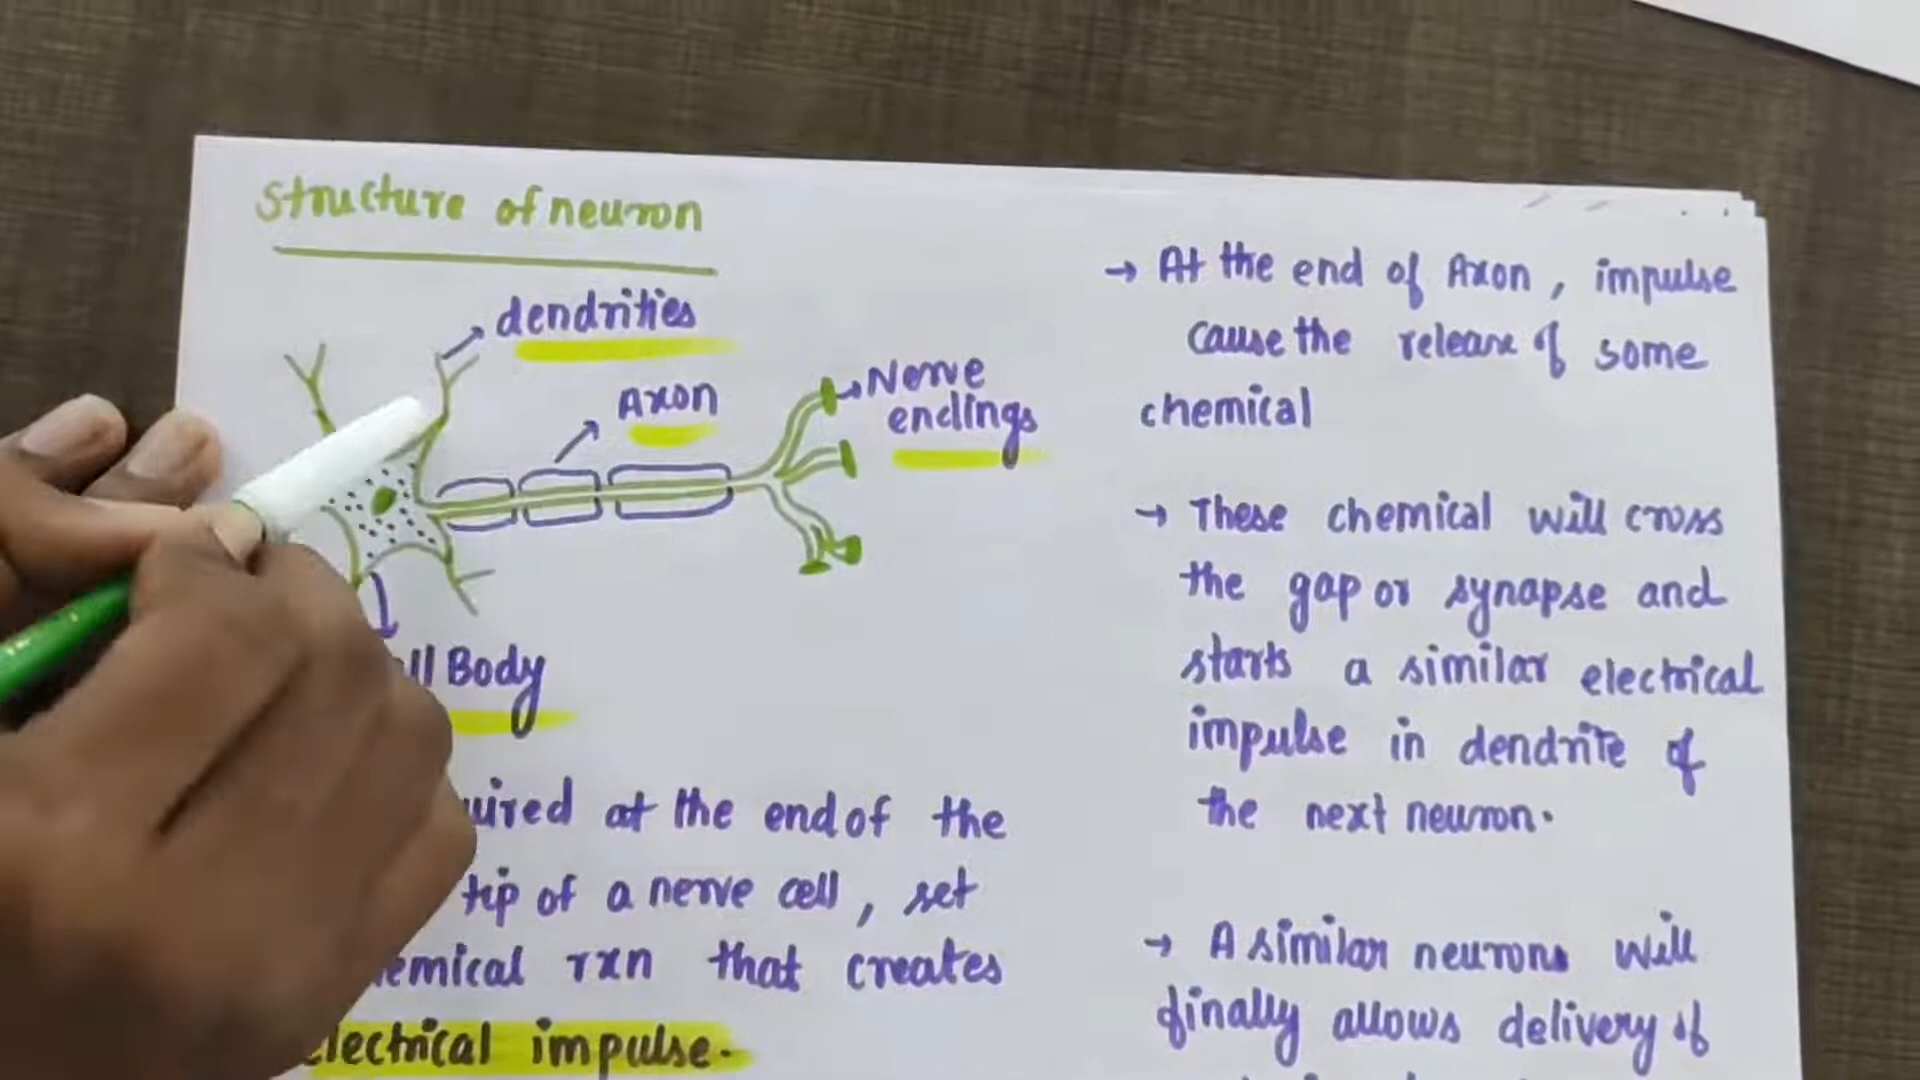 Structure of neuron
dendrities
Axon
Nerve
endings
ll Body
uired at the end of the
tip of a nerve cell, set
emical rxn that creates
lectrical impulse.
→ At the end of Axon, impulse
cause the release of some
chemical
→ These chemical will cross
the gap or synapse and
starts a similar electrical
impulse in dendrite of
the next neuron.
→ A similar neurons will
finally allows delivery of